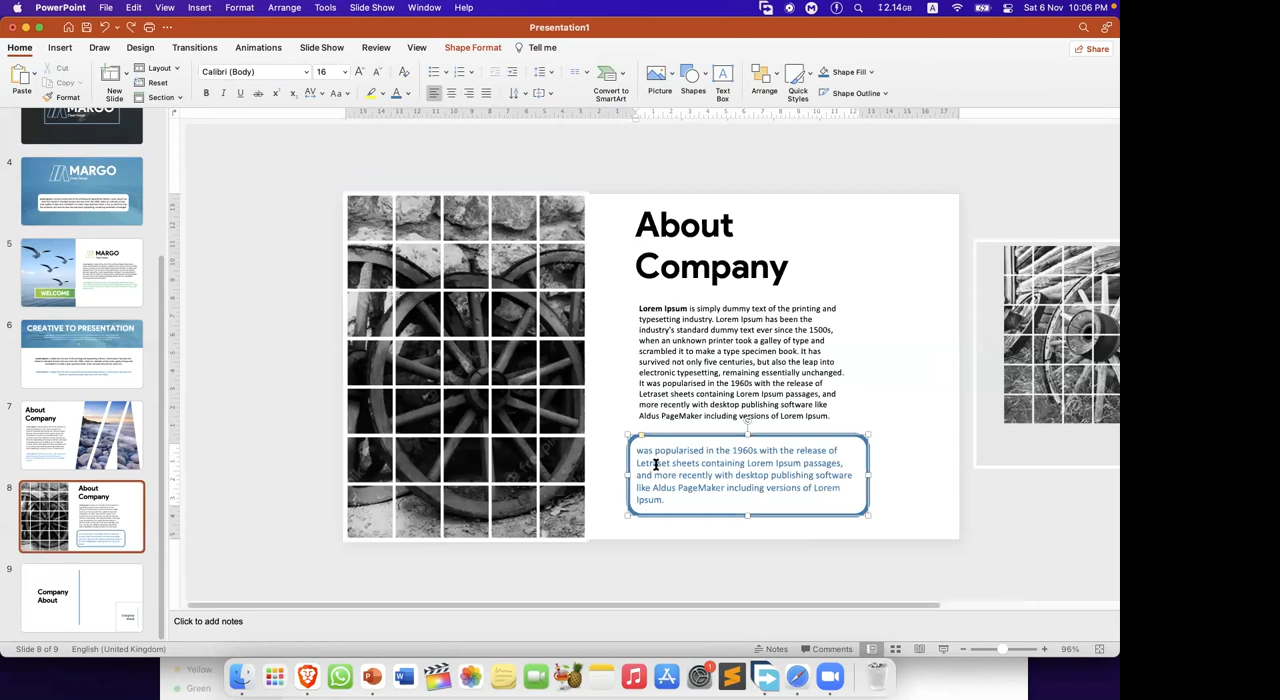 PowerPoint File Edit View Insert Format Arrange Tools Slide Show Window Help 2.14GB A Sat 6 Nov 10:06 PM
Presentation1
Home Insert Draw Design Transitions Animations Slide Show Review View Shape Format Tell me Share
Paste Cut Copy Format
New Slide Layout Reset Section
Calibri (Body) 16
Convert to SmartArt
Picture Shapes Text Box Arrange Quick Styles Shape Fill Shape Outline
4
MARGO
5
MARGO
WELCOME
6
CREATIVE TO PRESENTATION
7
About
Company
8
About
Company
9
Company
About
About
Company
Lorem Ipsum is simply dummy text of the printing and
typesetting industry. Lorem Ipsum has been the
industry's standard dummy text ever since the 1500s,
when an unknown printer took a galley of type and
scrambled it to make a type specimen book. It has
survived not only five centuries, but also the leap into
electronic typesetting, remaining essentially unchanged.
It was popularised in the 1960s with the release of
Letraset sheets containing Lorem Ipsum passages, and
more recently with desktop publishing software like
Aldus PageMaker including versions of Lorem Ipsum.
was popularised in the 1960s with the release of
Letraset sheets containing Lorem Ipsum passages,
and more recently with desktop publishing software
like Aldus PageMaker including versions of Lorem
Ipsum.
Click to add notes
Slide 8 of 9 English (United Kingdom) Notes Comments 96%
Yellow
Green